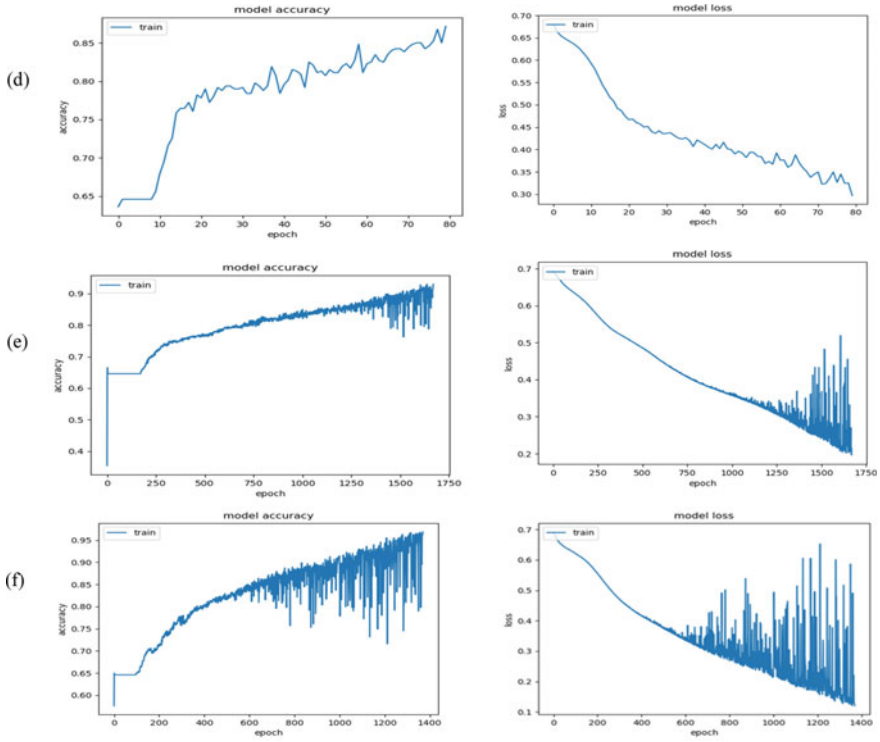 (d)
model accuracy
train
accuracy
0.85
0.80
0.75
0.70
0.65
0 10 20 30 40 50 60 70 80
epoch
model loss
train
loss
0.70
0.65
0.60
0.55
0.50
0.45
0.40
0.35
0.30
0 10 20 30 40 50 60 70 80
epoch
(e)
model accuracy
train
accuracy
0.9
0.8
0.7
0.6
0.5
0.4
0 250 500 750 1000 1250 1500 1750
epoch
model loss
train
loss
0.7
0.6
0.5
0.4
0.3
0.2
0 250 500 750 1000 1250 1500 1750
epoch
(f)
model accuracy
train
accuracy
0.95
0.90
0.85
0.80
0.75
0.70
0.65
0.60
0 200 400 600 800 1000 1200 1400
epoch
model loss
train
loss
0.7
0.6
0.5
0.4
0.3
0.2
0.1
0 200 400 600 800 1000 1200 1400
epoch